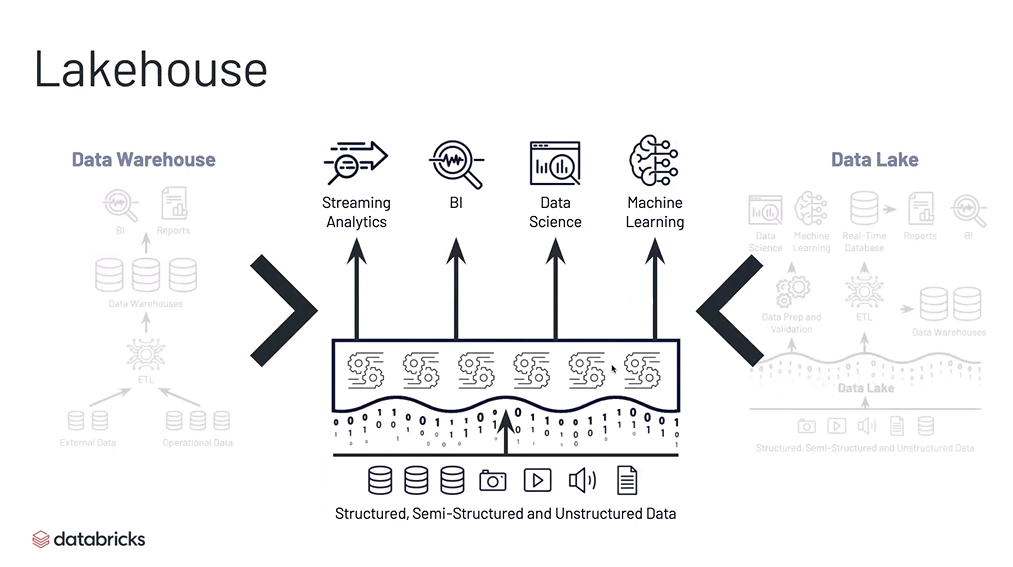 Lakehouse
Data Warehouse
BI
Reports
Data Warehouses
ETL
External Data
Operational Data
Streaming
Analytics
BI
Data
Science
Machine
Learning
Structured, Semi-Structured and Unstructured Data
Data Lake
Data
Science
Machine
Learning
Real-Time
Database
Reports
BI
Data Prep and
Validation
ETL
Data Warehouses
Data Lake
Structured, Semi-Structured and Unstructured Data
databricks